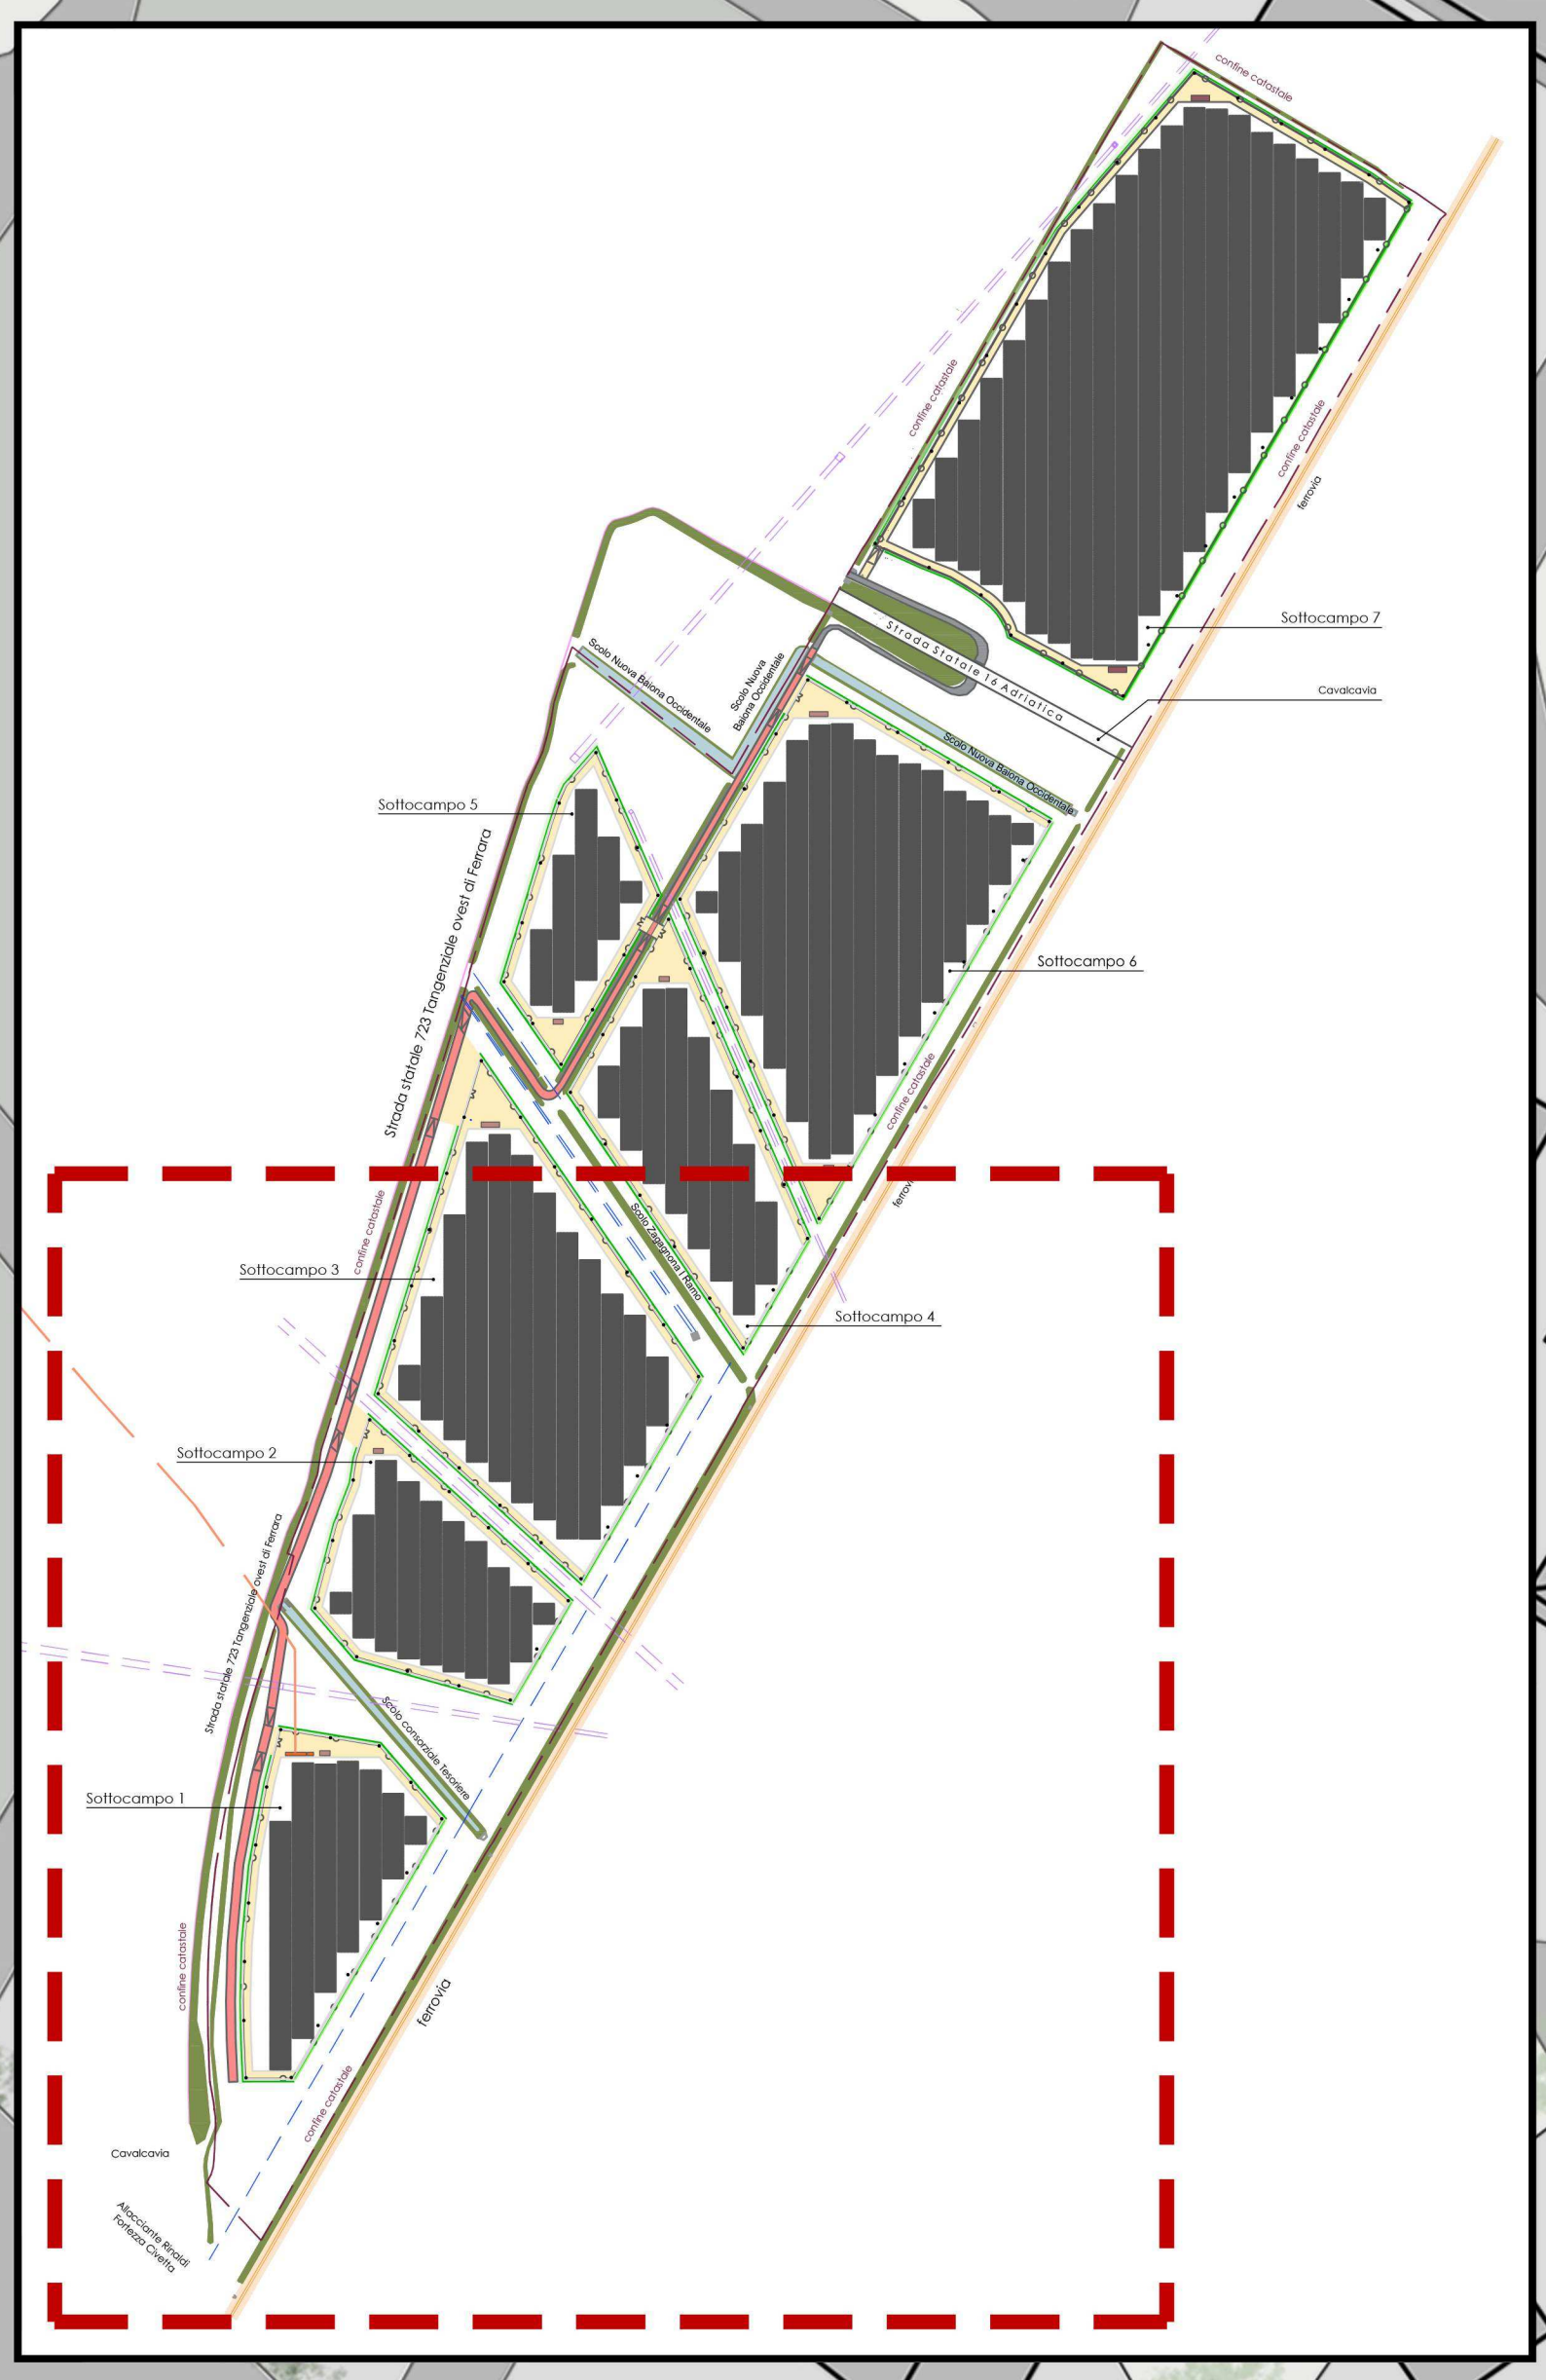 confine catastale
confine catastale
confine catastale
ferrovia
Sottocampo 7
Strada Statale 16 Adriatica
Scolo Nuova Baiona Occidentale
Scolo Nuova
Baiona Occidentale
Cavalcavia
Scolo Nuova Baiona Occidentale
Sottocampo 5
Strada statale 723 Tangenziale ovest di Ferrara
Sottocampo 6
confine catastale
ferrovi
confine catastale
Scolo Zagagnona I Ramo
Sottocampo 3
Sottocampo 4
Sottocampo 2
Strada statale 723 Tangenziale ovest di Ferrara
Scolo consorziale Tesoriere
Sottocampo 1
confine catastale
ferrovia
confine catastale
Cavalcavia
Allacciante Rinaldi
Fortezza Civetta